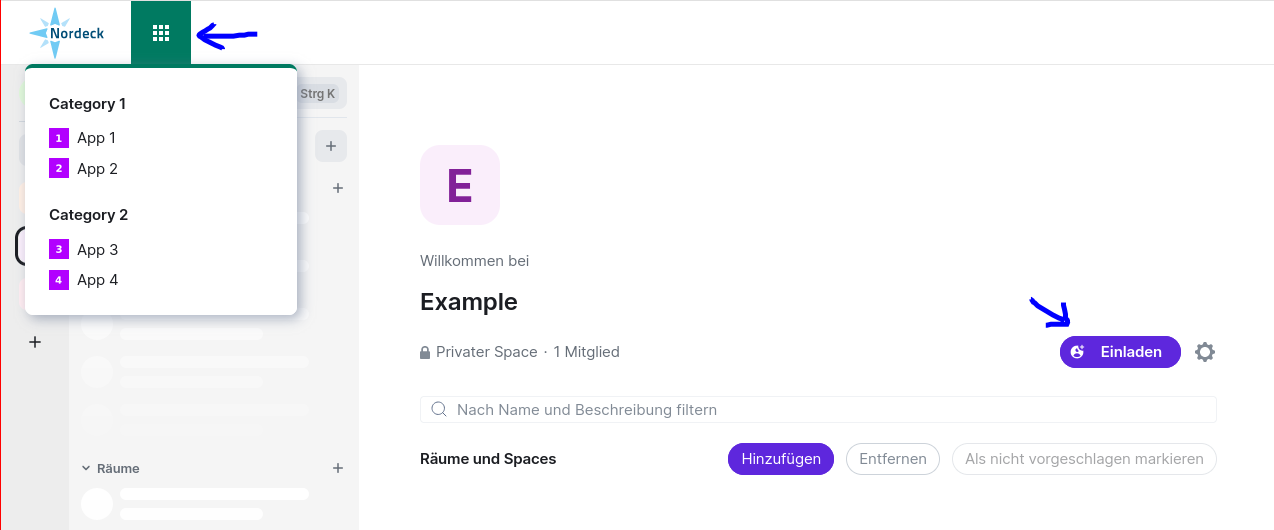 Nordeck
Category 1
1 App 1
2 App 2
Category 2
3 App 3
4 App 4
Strg K
+
+
+
Räume +
E
Willkommen bei
Example
Privater Space · 1 Mitglied
Einladen
Nach Name und Beschreibung filtern
Räume und Spaces
Hinzufügen
Entfernen
Als nicht vorgeschlagen markieren